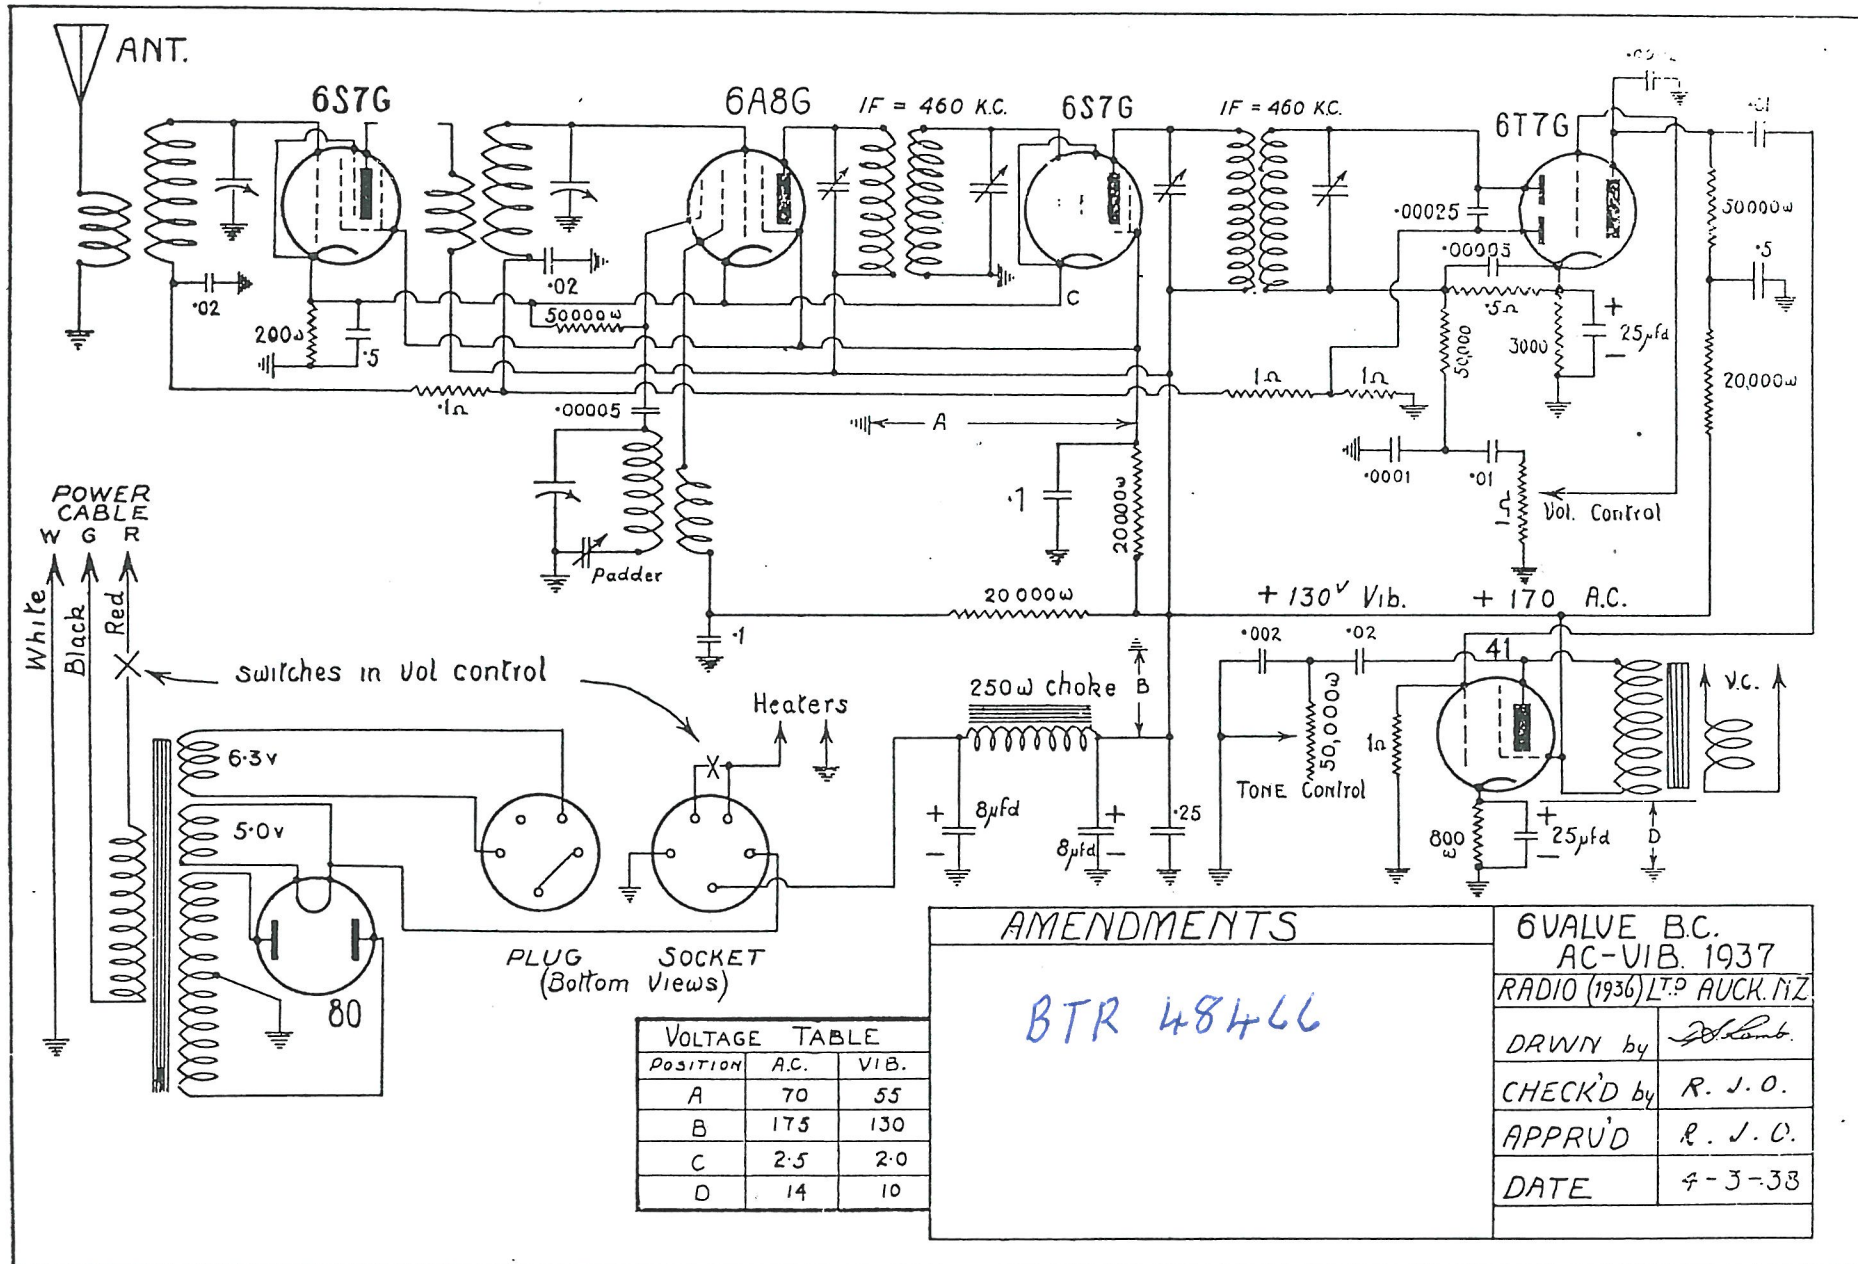 ANT.
6S7G
6A8G
IF = 460 K.C.
6S7G
IF = 460 K.C.
6T7G
.01
50000ω
.5
.00025
.00005
.02
.02
200ω
.5
50000ω
C
.5Ω
+
25μfd
−
3000
50,000
20,000ω
.1Ω
1Ω
1Ω
.00005
A
.0001
.01
.1
20000ω
Vol. Control
Padder
POWER
CABLE
W G R
White
Black
Red
20 000ω
+ 130V Vib.
+ 170 A.C.
.1
.002
.02
41
switches in Vol control
Heaters
250ω choke
B
50,000ω
1Ω
V.C.
6.3v
TONE Control
5.0v
+
8μfd
−
+
8μfd
−
.25
800
ω
+
25μfd
−
D
80
PLUG SOCKET
(Bottom Views)
AMENDMENTS
BTR 48466
6 VALVE B.C.
AC-VIB. 1937
RADIO (1936) LTD AUCK. NZ
DRWN by
CHECK'D by R. J. O.
APPRV'D R. J. O.
DATE 4-3-38
VOLTAGE TABLE
POSITION A.C. VIB.
A 70 55
B 175 130
C 2.5 2.0
D 14 10